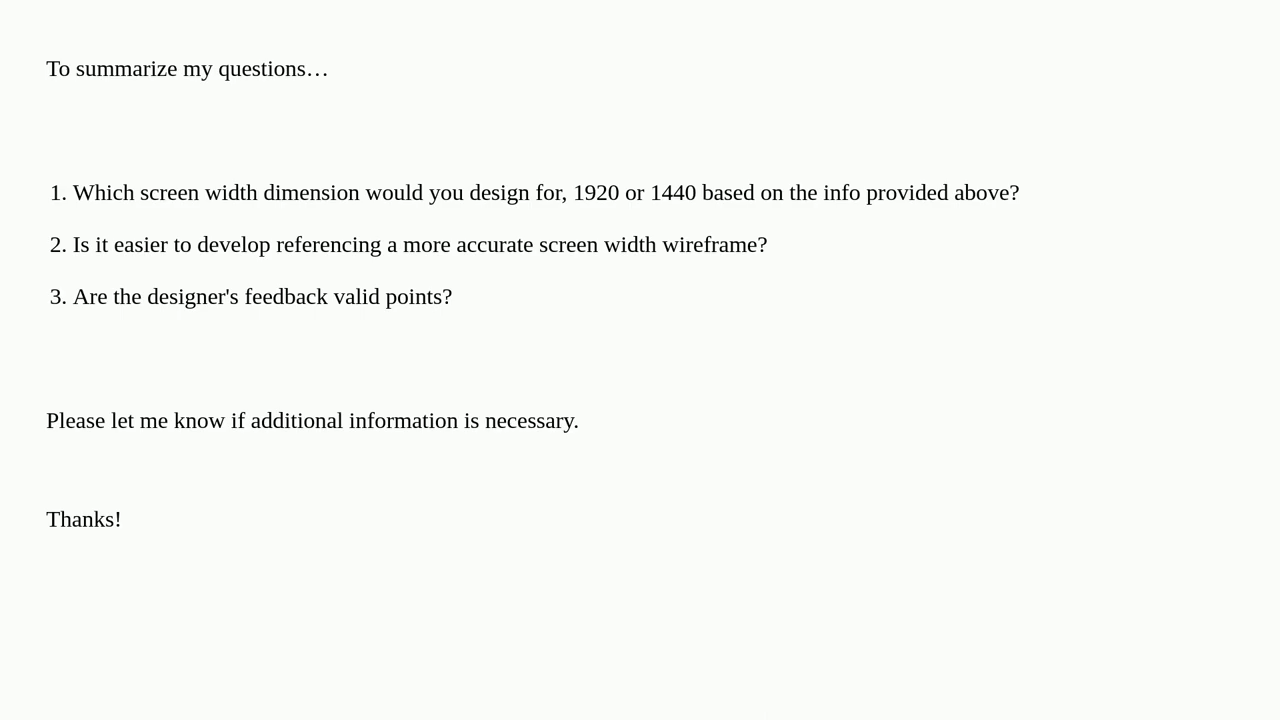 To summarize my questions…
1. Which screen width dimension would you design for, 1920 or 1440 based on the info provided above?
2. Is it easier to develop referencing a more accurate screen width wireframe?
3. Are the designer's feedback valid points?
Please let me know if additional information is necessary.
Thanks!